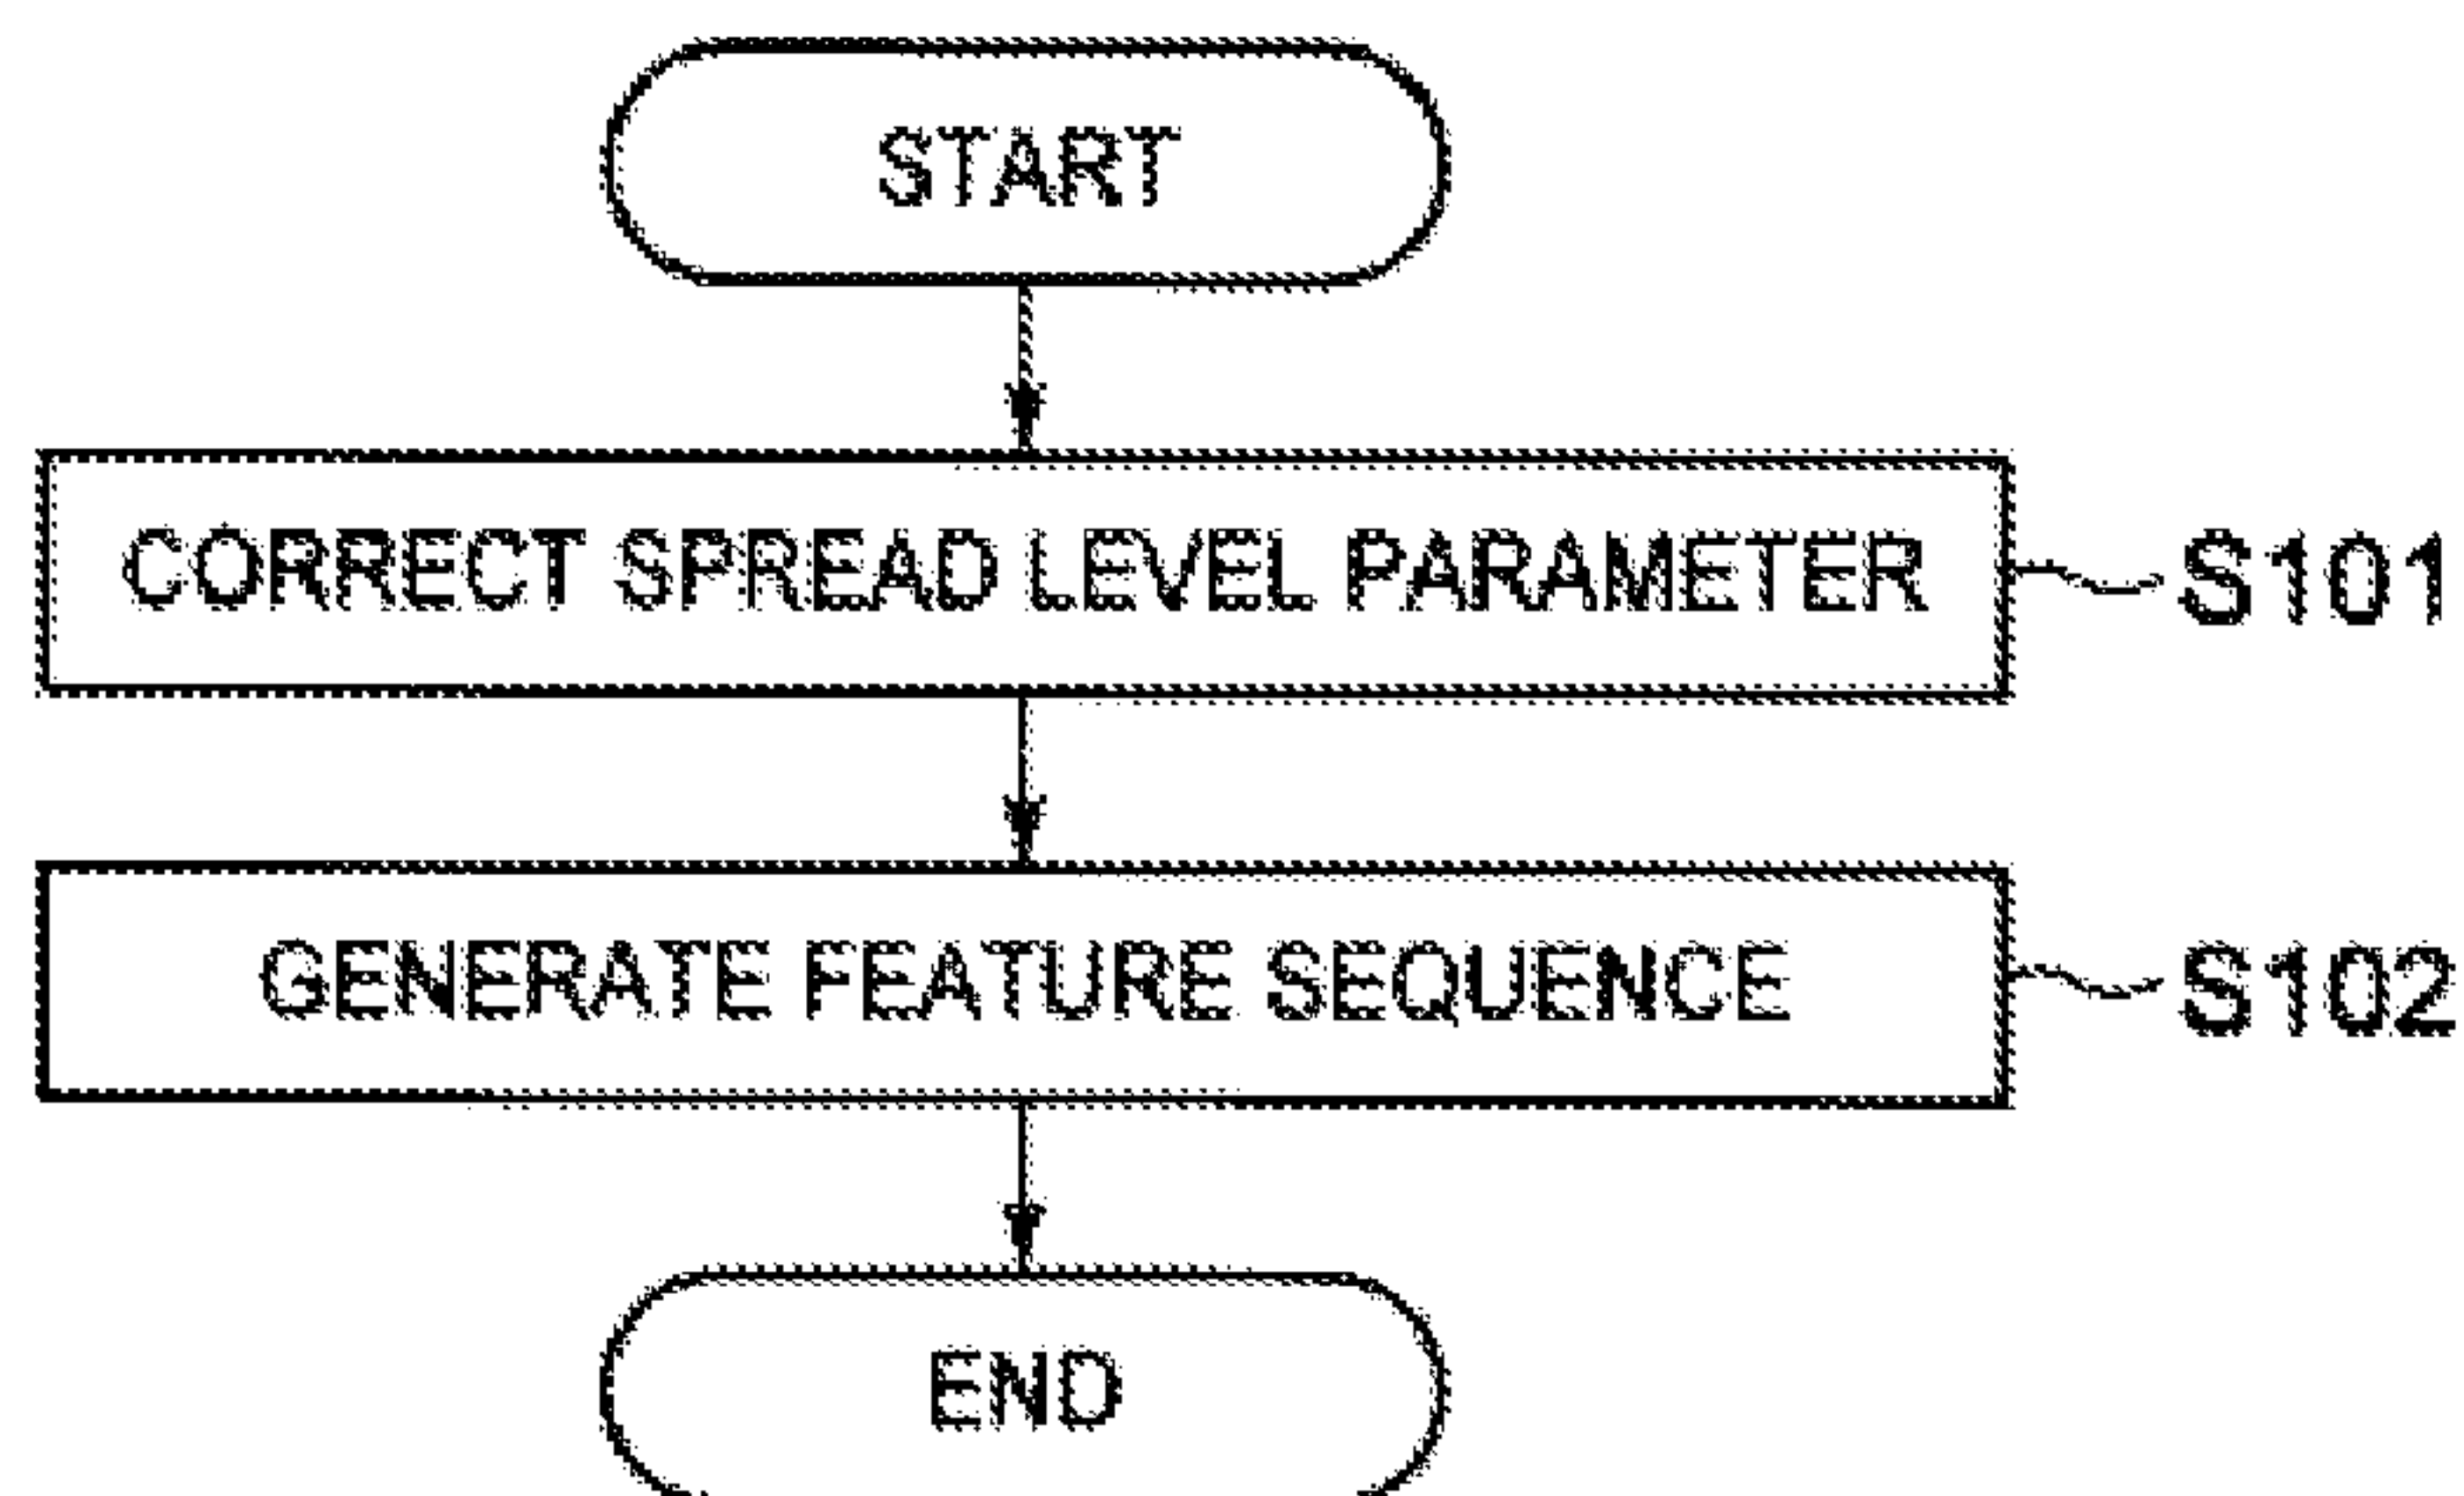 START
CORRECT SPREAD LEVEL PARAMETER
S101
GENERATE FEATURE SEQUENCE
S102
END